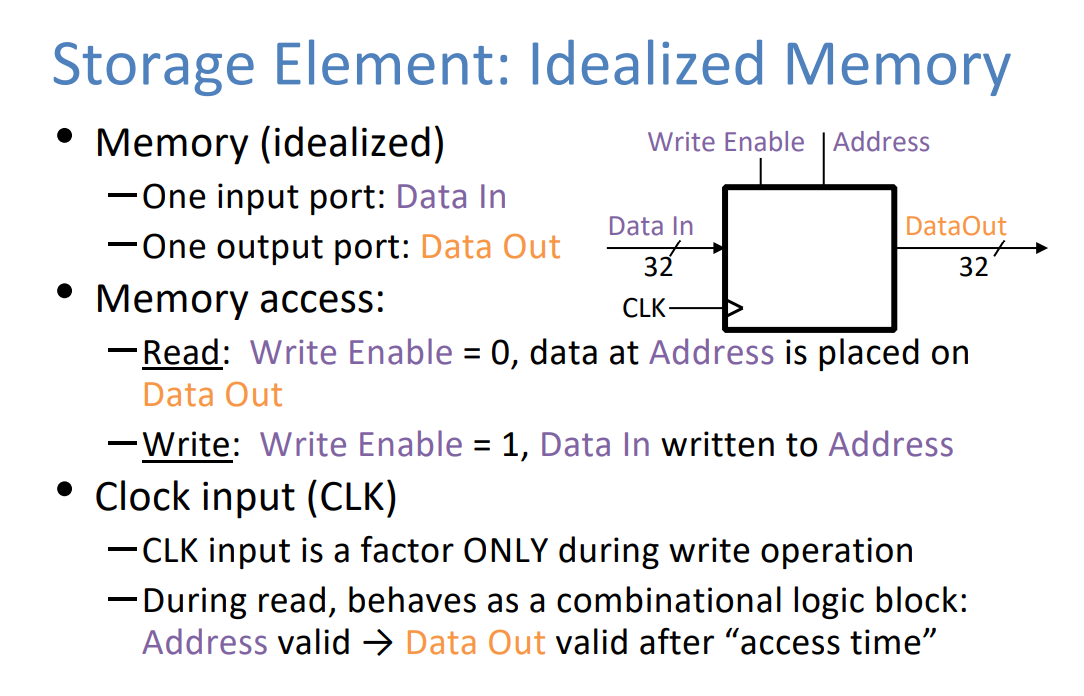 Storage Element: Idealized Memory
• Memory (idealized)
– One input port: Data In
– One output port: Data Out
• Memory access:
– Read: Write Enable = 0, data at Address is placed on
Data Out
– Write: Write Enable = 1, Data In written to Address
• Clock input (CLK)
– CLK input is a factor ONLY during write operation
– During read, behaves as a combinational logic block:
Address valid → Data Out valid after “access time”
Write Enable
Address
Data In
32
CLK
DataOut
32